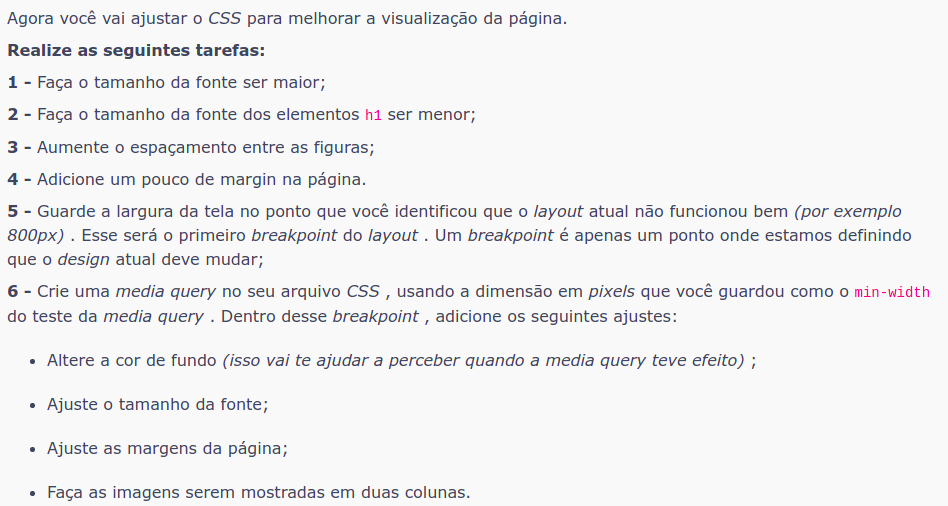 Agora você vai ajustar o CSS para melhorar a visualização da página.
Realize as seguintes tarefas:
1 - Faça o tamanho da fonte ser maior;
2 - Faça o tamanho da fonte dos elementos h1 ser menor;
3 - Aumente o espaçamento entre as figuras;
4 - Adicione um pouco de margin na página.
5 - Guarde a largura da tela no ponto que você identificou que o layout atual não funcionou bem (por exemplo
800px) . Esse será o primeiro breakpoint do layout . Um breakpoint é apenas um ponto onde estamos definindo
que o design atual deve mudar;
6 - Crie uma media query no seu arquivo CSS , usando a dimensão em pixels que você guardou como o min-width
do teste da media query . Dentro desse breakpoint , adicione os seguintes ajustes:
• Altere a cor de fundo (isso vai te ajudar a perceber quando a media query teve efeito) ;
• Ajuste o tamanho da fonte;
• Ajuste as margens da página;
• Faça as imagens serem mostradas em duas colunas.